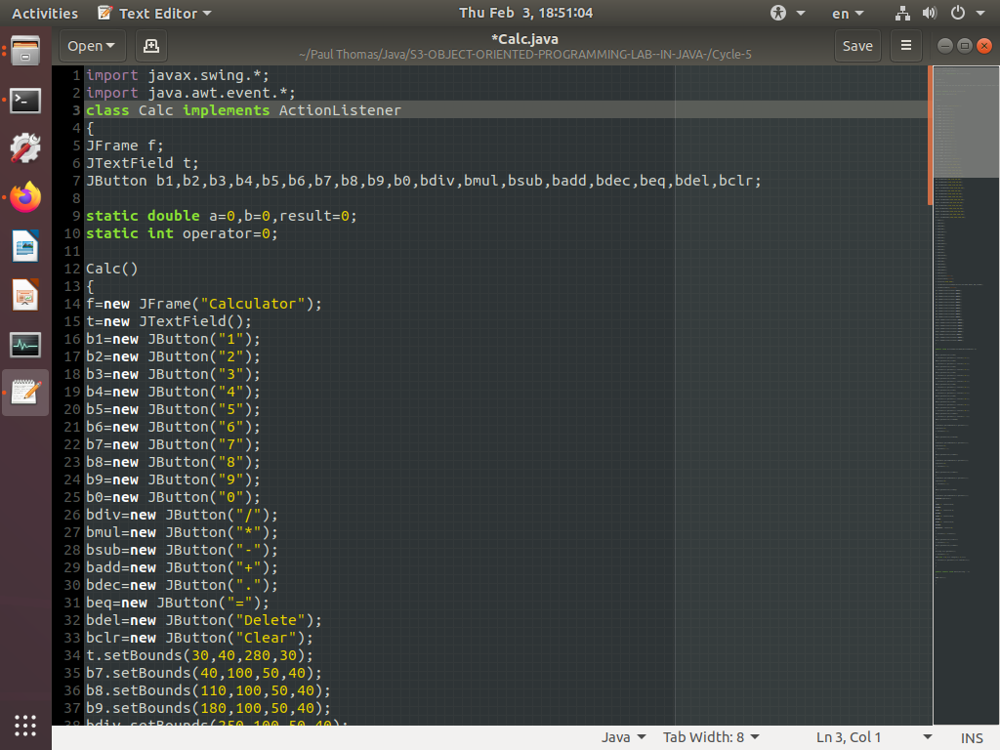 Activities Text Editor Thu Feb 3, 18:51:04 en
Open *Calc.java Save
~/Paul Thomas/Java/S3-OBJECT-ORIENTED-PROGRAMMING-LAB--IN-JAVA-/Cycle-5
1 import javax.swing.*;
2 import java.awt.event.*;
3 class Calc implements ActionListener
4 {
5 JFrame f;
6 JTextField t;
7 JButton b1,b2,b3,b4,b5,b6,b7,b8,b9,b0,bdiv,bmul,bsub,badd,bdec,beq,bdel,bclr;
8
9 static double a=0,b=0,result=0;
10 static int operator=0;
11
12 Calc()
13 {
14 f=new JFrame("Calculator");
15 t=new JTextField();
16 b1=new JButton("1");
17 b2=new JButton("2");
18 b3=new JButton("3");
19 b4=new JButton("4");
20 b5=new JButton("5");
21 b6=new JButton("6");
22 b7=new JButton("7");
23 b8=new JButton("8");
24 b9=new JButton("9");
25 b0=new JButton("0");
26 bdiv=new JButton("/");
27 bmul=new JButton("*");
28 bsub=new JButton("-");
29 badd=new JButton("+");
30 bdec=new JButton(".");
31 beq=new JButton("=");
32 bdel=new JButton("Delete");
33 bclr=new JButton("Clear");
34 t.setBounds(30,40,280,30);
35 b7.setBounds(40,100,50,40);
36 b8.setBounds(110,100,50,40);
37 b9.setBounds(180,100,50,40);
38 bdiv.setBounds(250,100,50,40);
Java Tab Width: 8 Ln 3, Col 1 INS